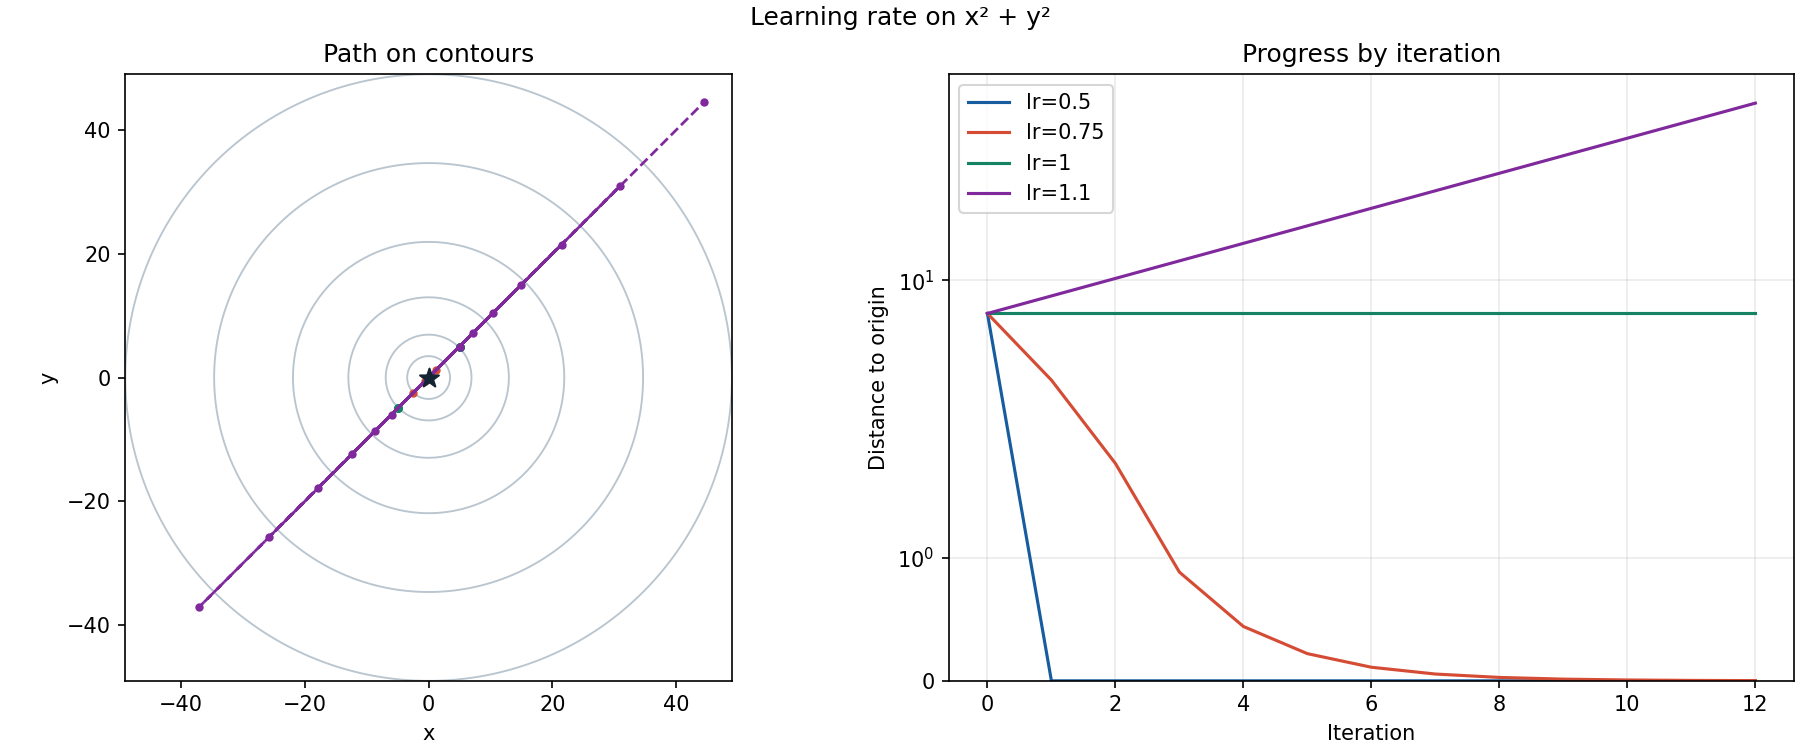 Learning rate on x² + y²
Path on contours
40
20
0
−20
−40
y
−40 −20 0 20 40
x
Progress by iteration
lr=0.5
lr=0.75
lr=1
lr=1.1
10¹
10⁰
0
Distance to origin
0 2 4 6 8 10 12
Iteration